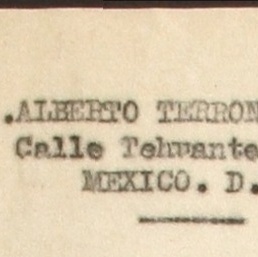 .ALBERTO TERRON
Calle Tehuante
MEXICO. D.